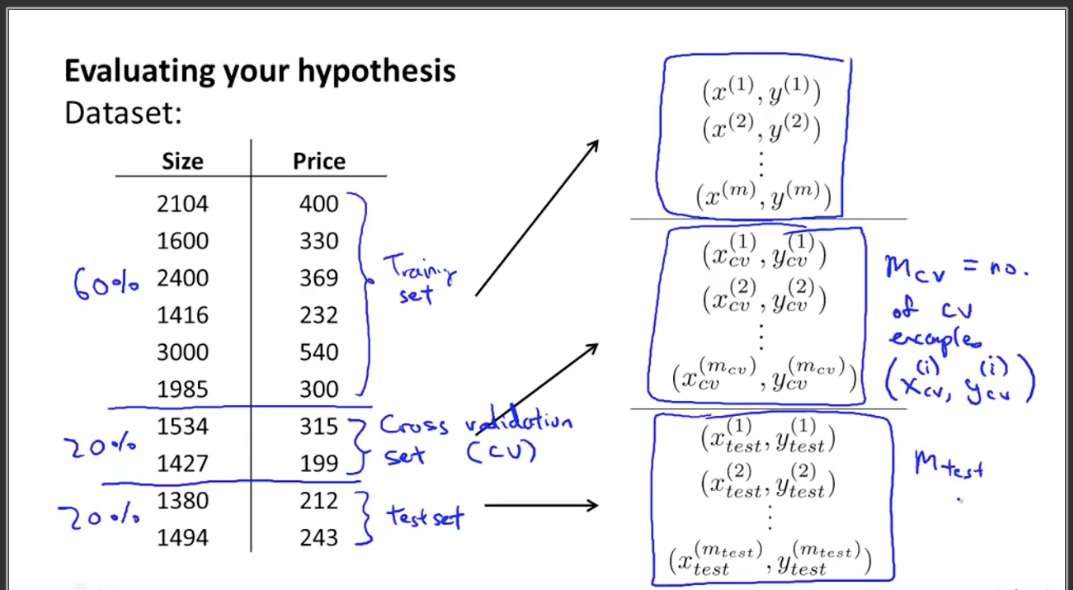 Evaluating your hypothesis
Dataset:
Size Price
2104 400
1600 330
2400 369
1416 232
3000 540
1985 300
1534 315
1427 199
1380 212
1494 243
60%
20%
20%
Training
set
Cross validation
set (CV)
test set
(x^{(1)}, y^{(1)})
(x^{(2)}, y^{(2)})
⋮
(x^{(m)}, y^{(m)})
(x_{cv}^{(1)}, y_{cv}^{(1)})
(x_{cv}^{(2)}, y_{cv}^{(2)})
⋮
(x_{cv}^{(m_{cv})}, y_{cv}^{(m_{cv})})
m_{cv} = no.
of cv
examples
(x_{cv}^{(i)}, y_{cv}^{(i)})
(x_{test}^{(1)}, y_{test}^{(1)})
(x_{test}^{(2)}, y_{test}^{(2)})
⋮
(x_{test}^{(m_{test})}, y_{test}^{(m_{test})})
m_{test}